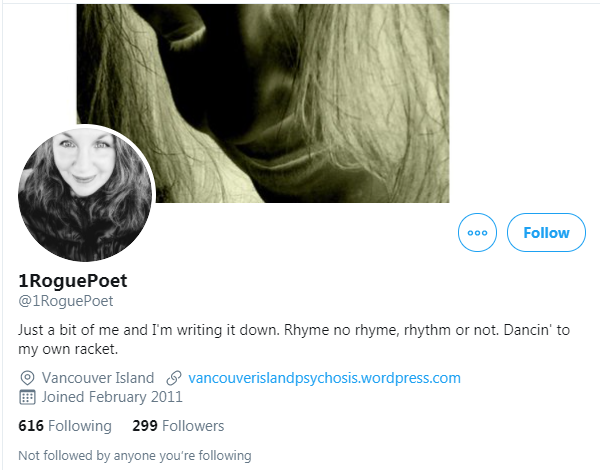 Follow
1RoguePoet
@1RoguePoet
Just a bit of me and I'm writing it down. Rhyme no rhyme, rhythm or not. Dancin' to
my own racket.
Vancouver Island vancouverislandpsychosis.wordpress.com
Joined February 2011
616 Following 299 Followers
Not followed by anyone you're following